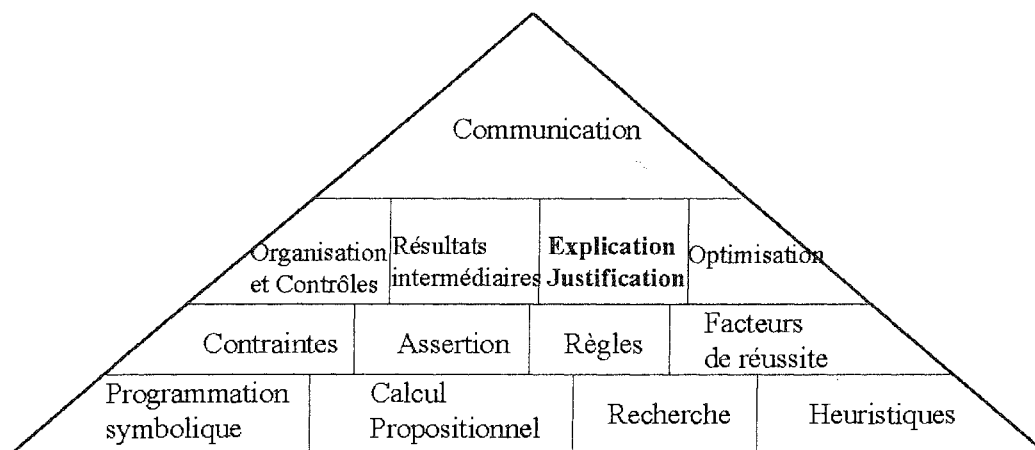 Communication
Organisation
et Contrôles
Résultats
intermédiaires
Explication
Justification
Optimisation
Contraintes
Assertion
Règles
Facteurs
de réussite
Programmation
symbolique
Calcul
Propositionnel
Recherche
Heuristiques